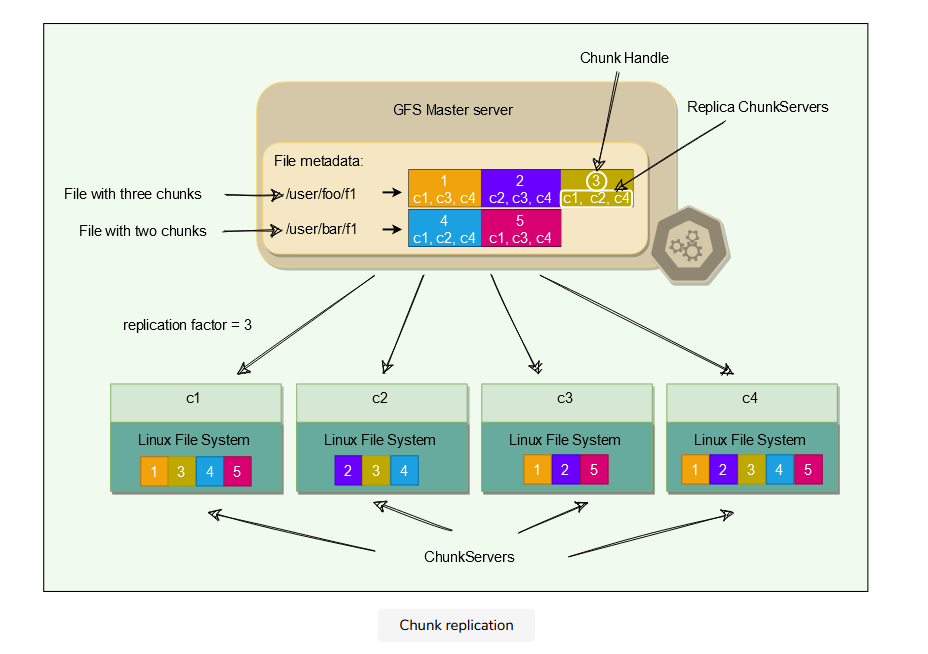 Chunk Handle
Replica ChunkServers
GFS Master server
File metadata:
File with three chunks
/user/foo/f1
1
c1, c3, c4
2
c2, c3, c4
3
c1, c2, c4
File with two chunks
/user/bar/f1
4
c1, c2, c4
5
c1, c3, c4
replication factor = 3
c1
Linux File System
1 3 4 5
c2
Linux File System
2 3 4
c3
Linux File System
1 2 5
c4
Linux File System
1 2 3 4 5
ChunkServers
Chunk replication